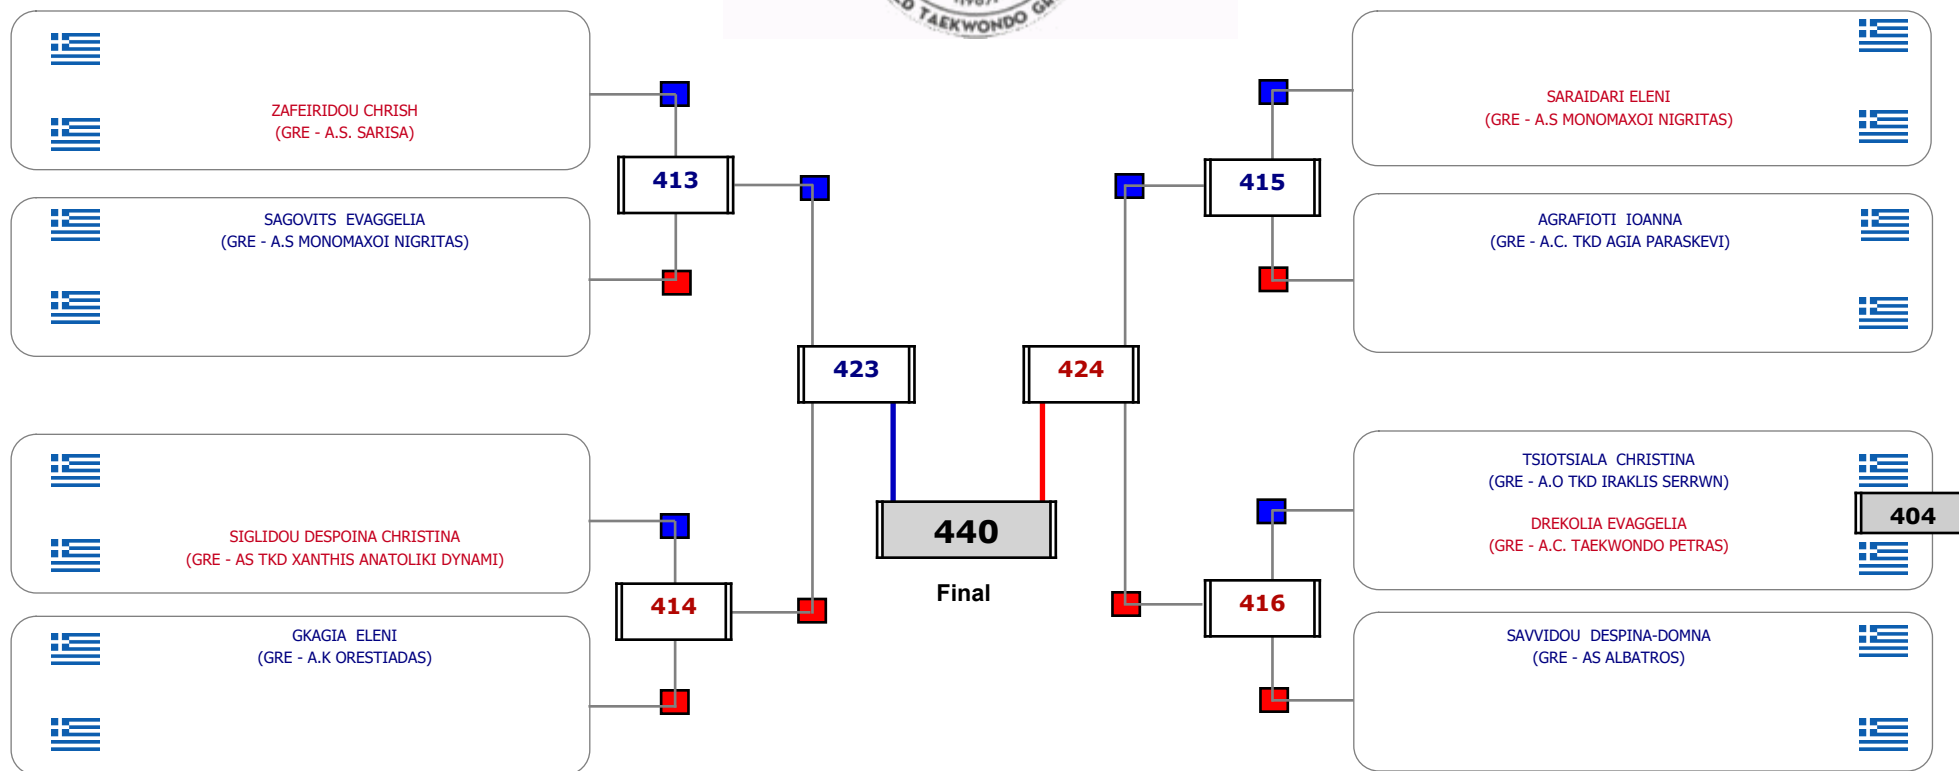 TAEKWONDO
ZAFEIRIDOU CHRISH
(GRE - A.S. SARISA)
SAGOVITS  EVAGGELIA
(GRE - A.S MONOMAXOI NIGRITAS)
413
SIGLIDOU DESPOINA CHRISTINA
(GRE - AS TKD XANTHIS ANATOLIKI DYNAMI)
GKAGIA  ELENI
(GRE - A.K ORESTIADAS)
414
423
440
Final
424
SARAIDARI ELENI
(GRE - A.S MONOMAXOI NIGRITAS)
415
AGRAFIOTI  IOANNA
(GRE - A.C. TKD AGIA PARASKEVI)
TSIOTSIALA  CHRISTINA
(GRE - A.O TKD IRAKLIS SERRWN)
404
DREKOLIA EVAGGELIA
(GRE - A.C. TAEKWONDO PETRAS)
416
SAVVIDOU  DESPINA-DOMNA
(GRE - AS ALBATROS)